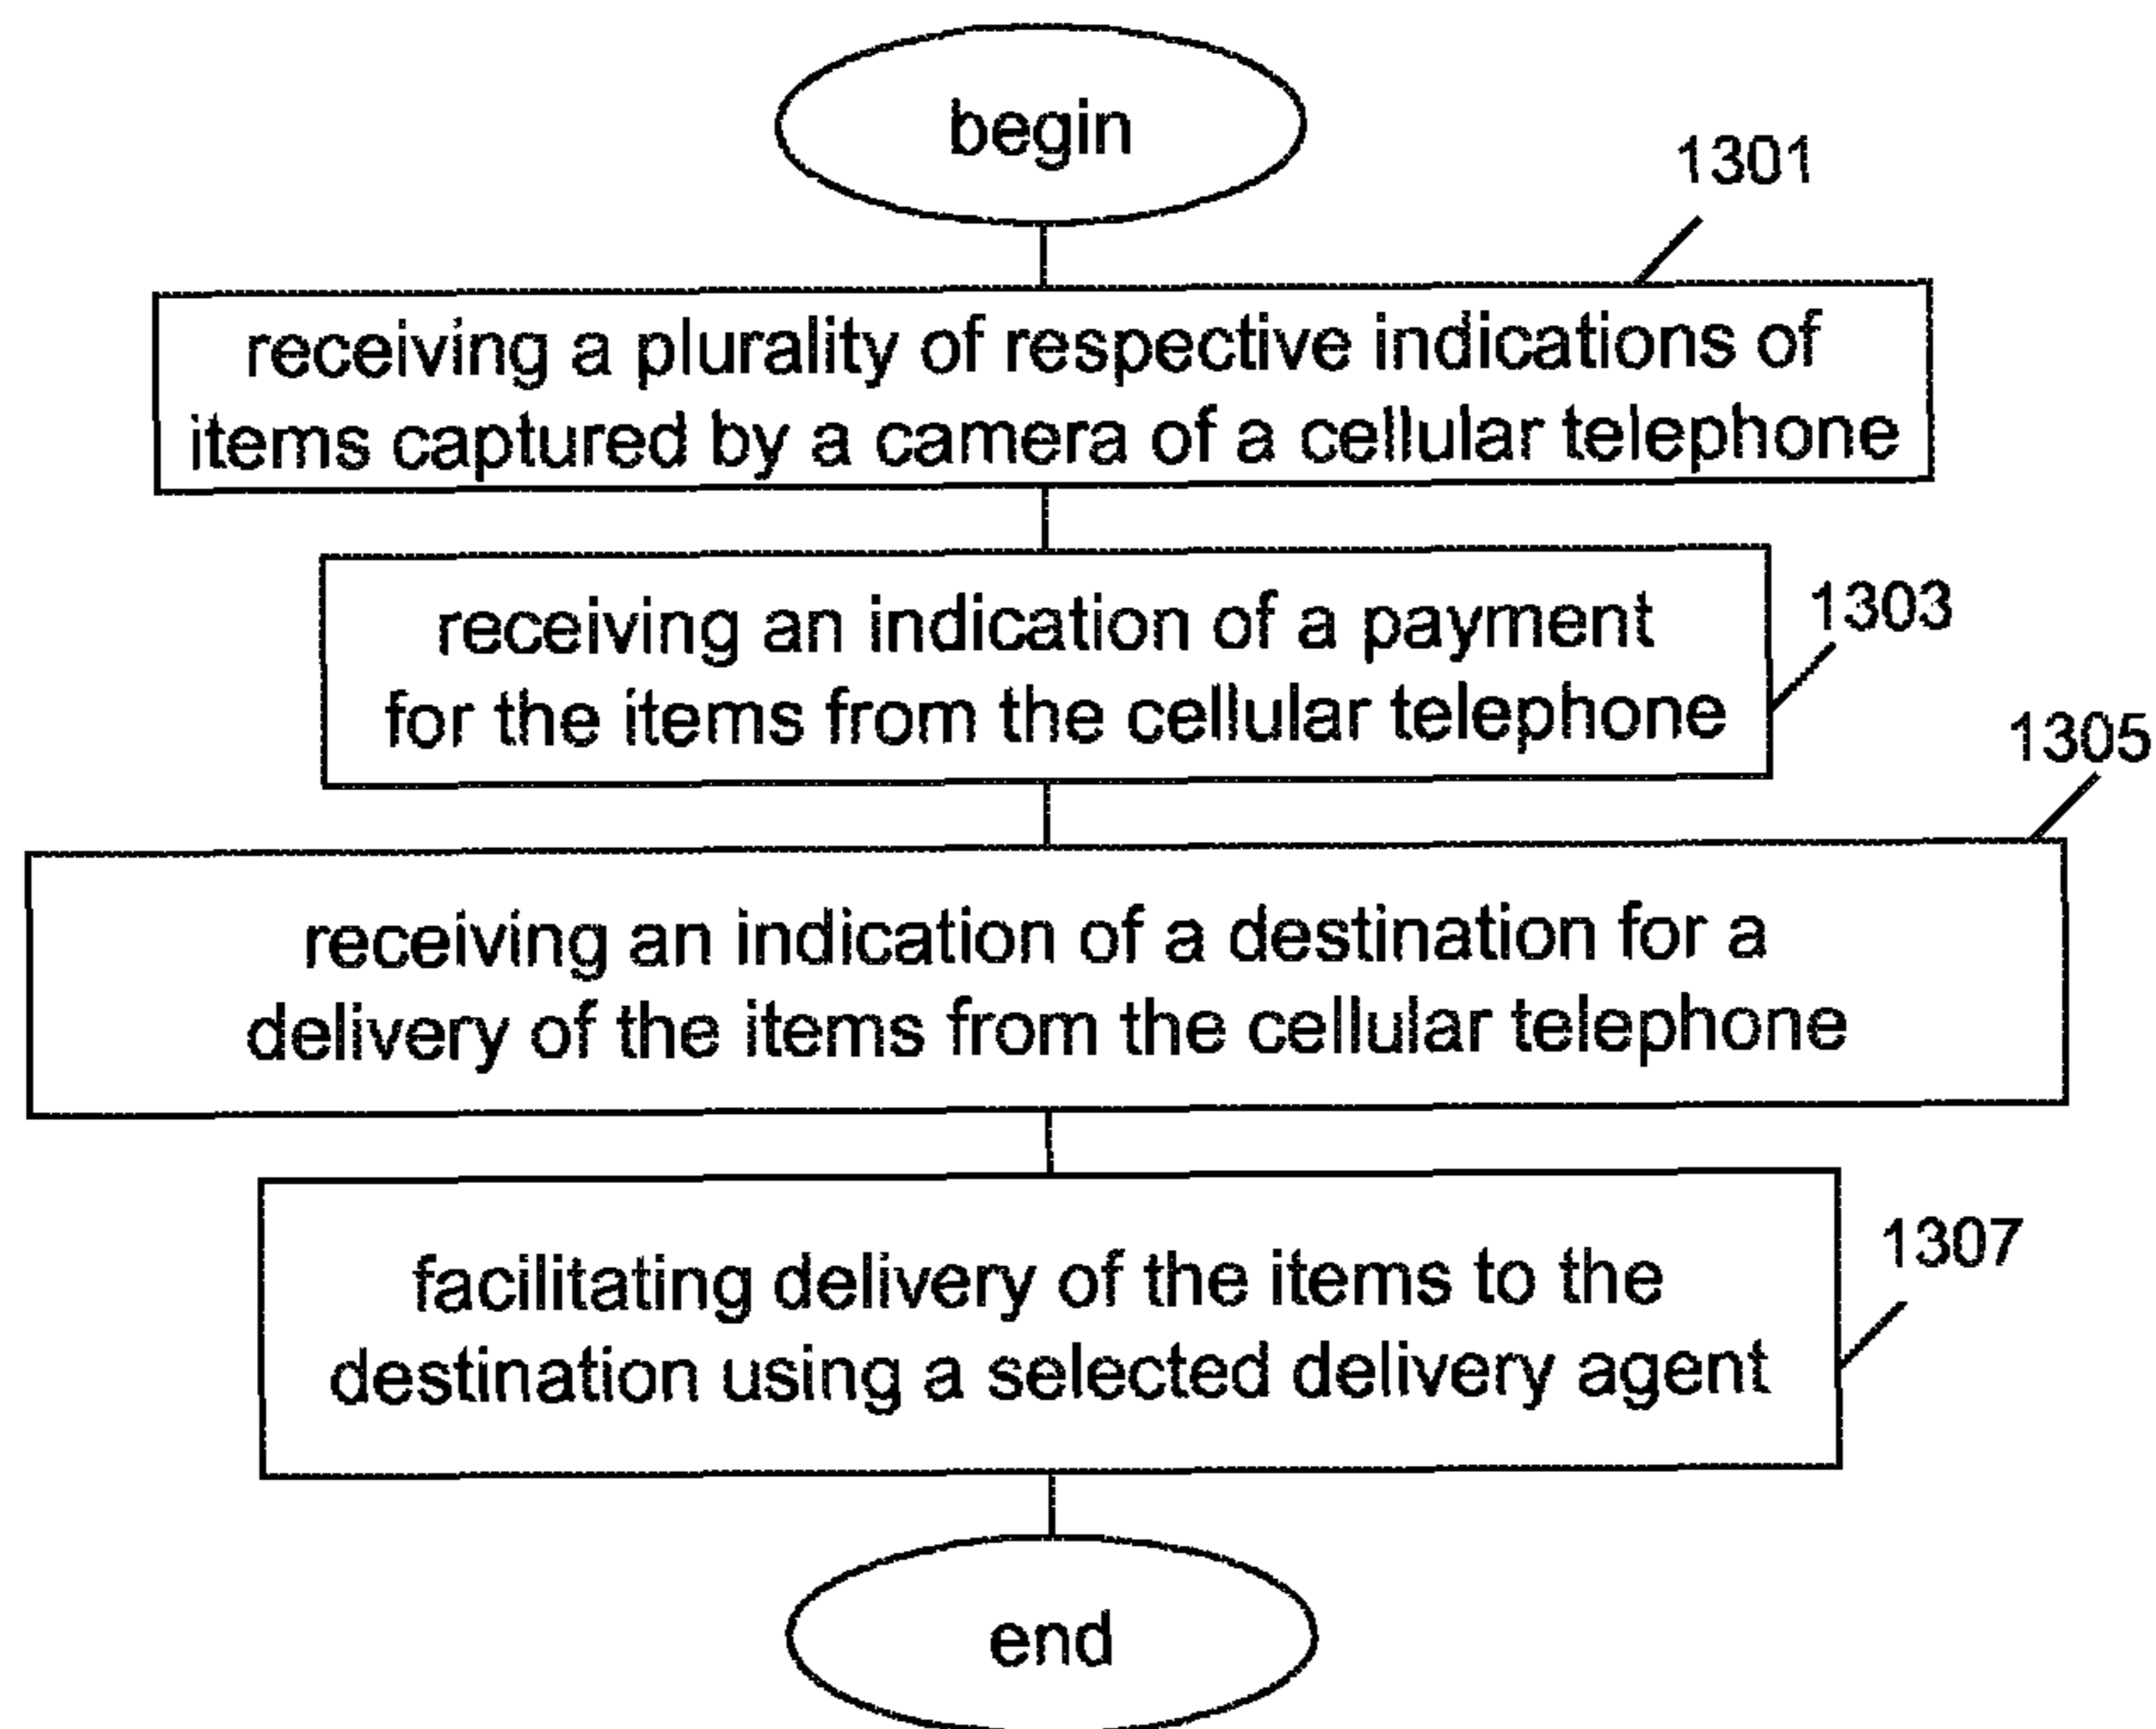 begin
1301
receiving a plurality of respective indications of
items captured by a camera of a cellular telephone
receiving an indication of a payment
for the items from the cellular telephone
1303
1305
receiving an indication of a destination for a
delivery of the items from the cellular telephone
facilitating delivery of the items to the
destination using a selected delivery agent
1307
end